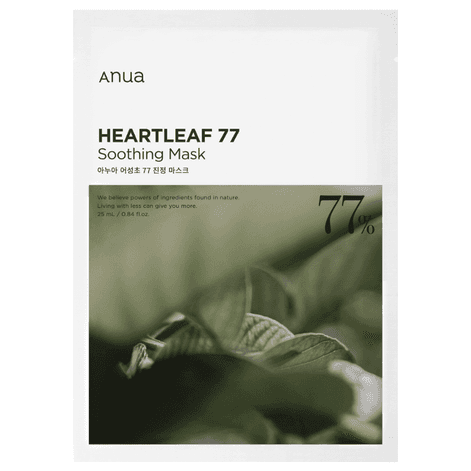 Anua
HEARTLEAF 77
Soothing Mask
아누아 어성초 77 진정 마스크
We believe powers of ingredients found in nature.
Living with less can give you more.
25 mL / 0.84 fl.oz.
77%